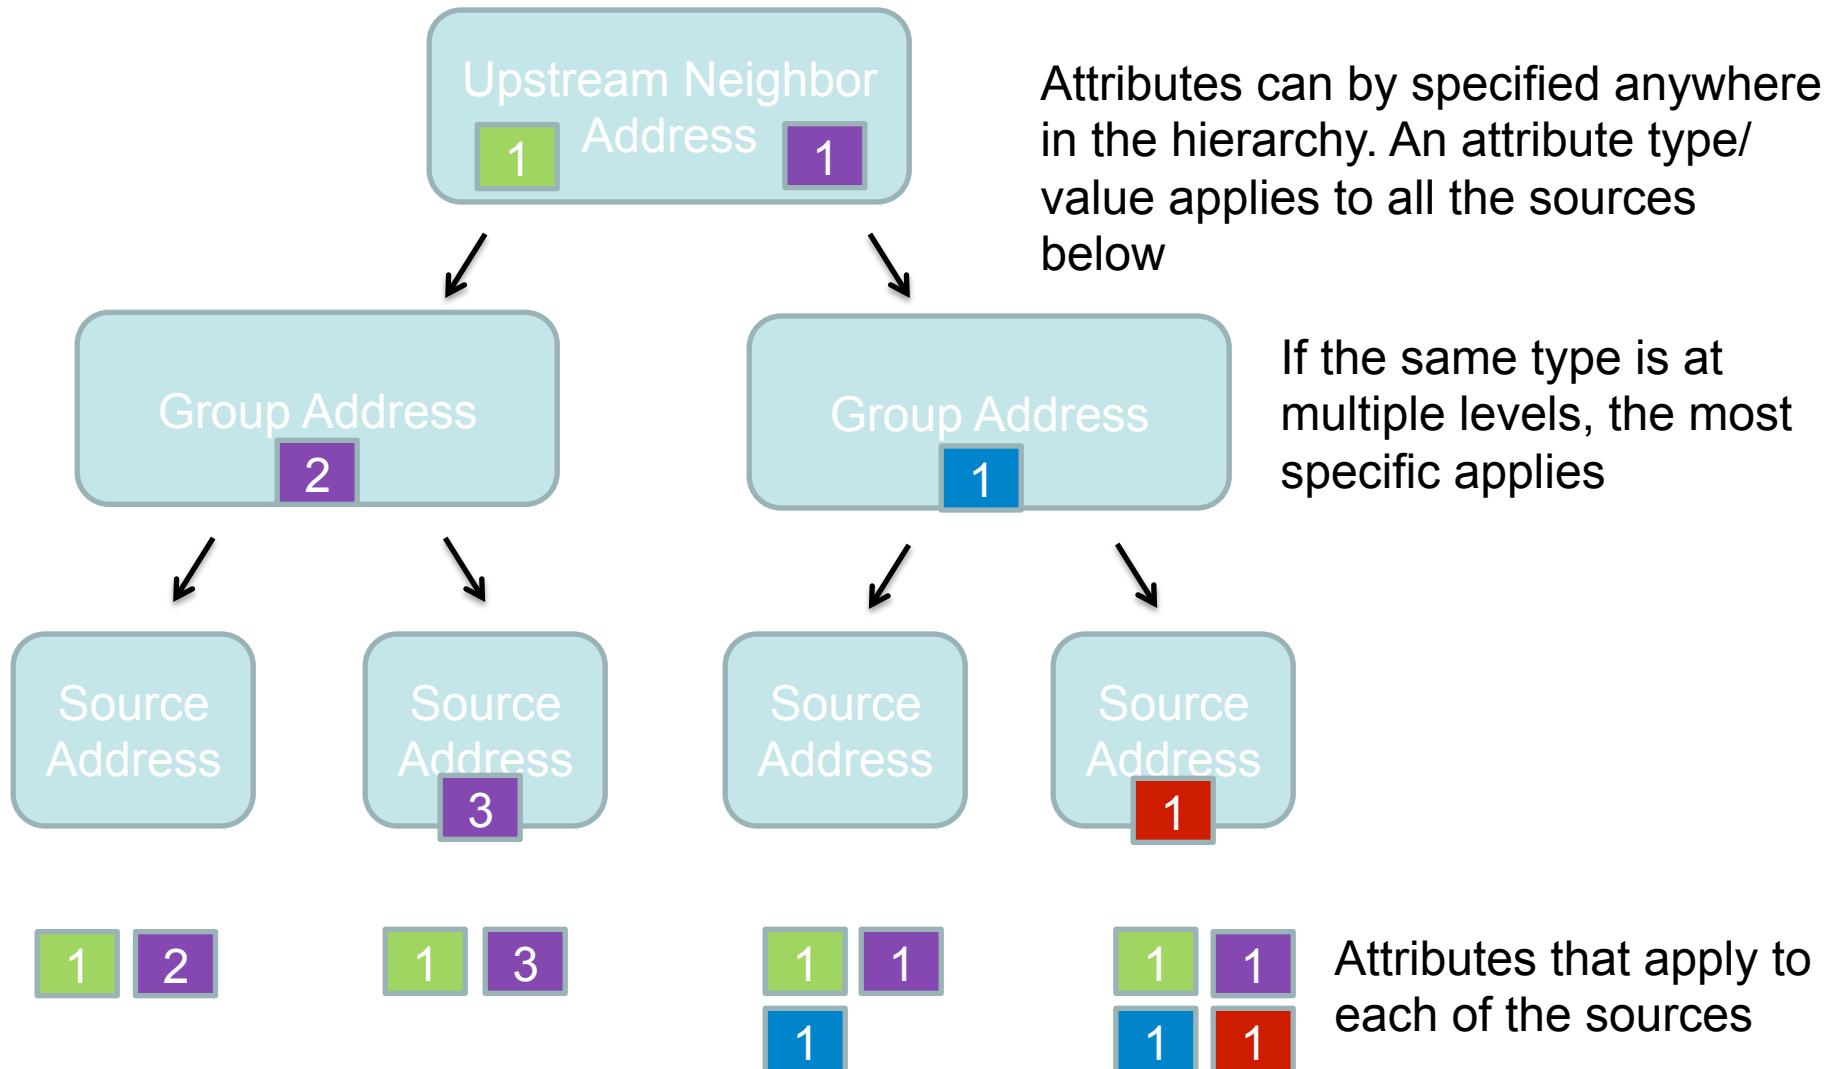 Upstream Neighbor
Address
1
1
Attributes can by specified anywhere
in the hierarchy. An attribute type/
value applies to all the sources
below
Group Address
2
Group Address
1
If the same type is at
multiple levels, the most
specific applies
Source
Address
Source
Address
3
Source
Address
Source
Address
1
1 2
1 3
1 1
1
1 1
1 1
Attributes that apply to
each of the sources